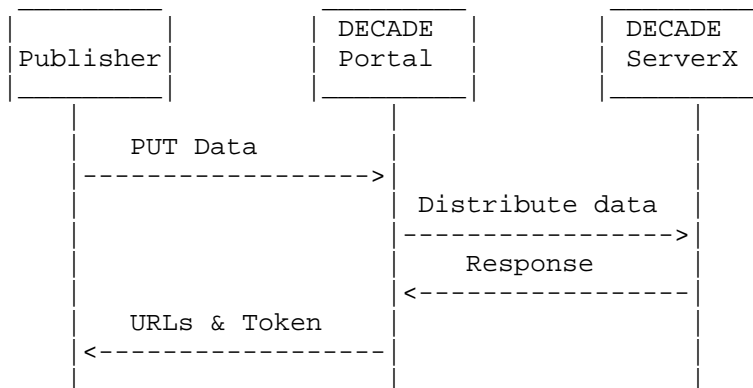 DECADE DECADE
Publisher Portal ServerX
PUT Data
Distribute data
Response
URLs & Token